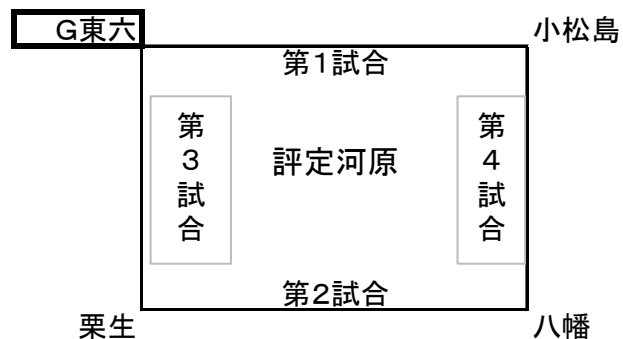 G東六
小松島
第1試合
第3試合
評定河原
第4試合
第2試合
栗生
八幡